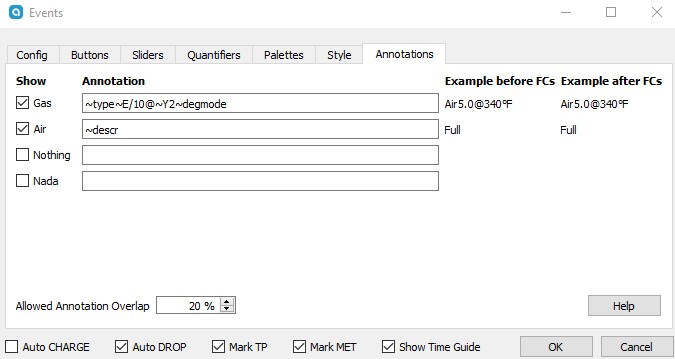 Events
Config Buttons Sliders Quantifiers Palettes Style Annotations
Show Annotation Example before FCs Example after FCs
Gas ~type~E/10@~Y2~degmode Air5.0@340°F Air5.0@340°F
Air ~descr Full Full
Nothing
Nada
Allowed Annotation Overlap 20 % Help
Auto CHARGE Auto DROP Mark TP Mark MET Show Time Guide OK Cancel